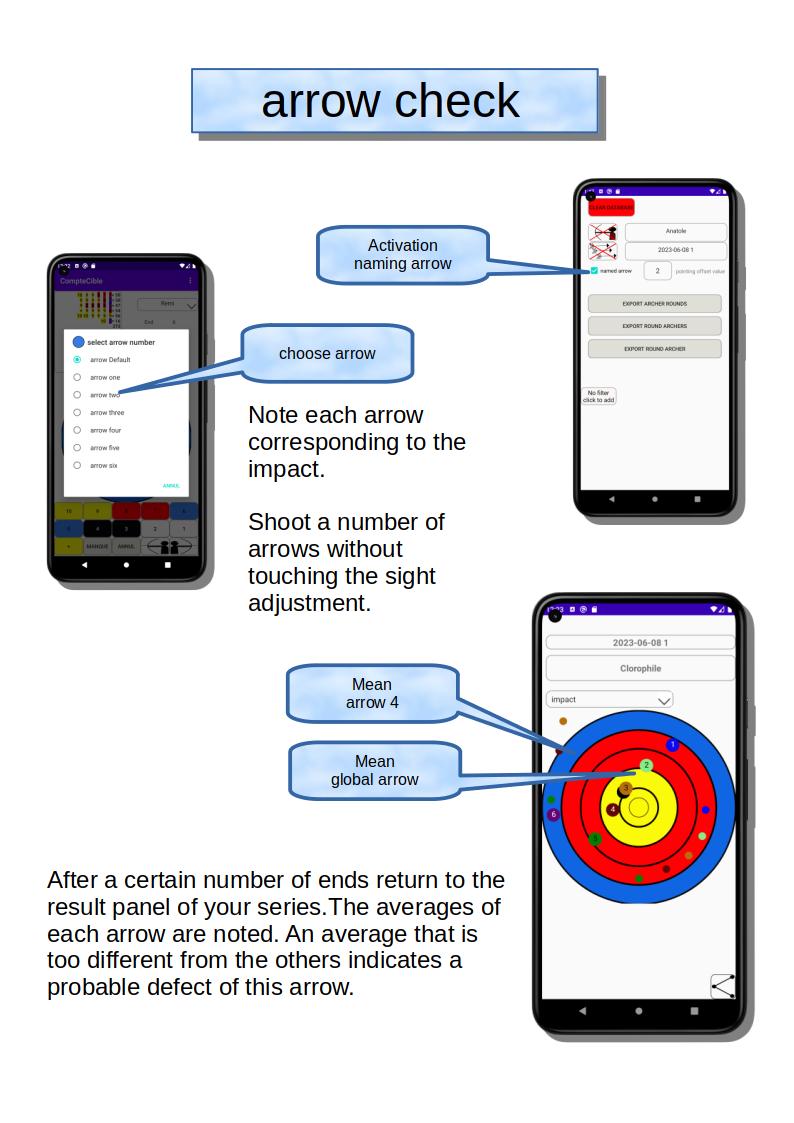 arrow check
Activation
naming arrow
Anatole
2023-06-08 1
named arrow
2
pointing offset value
EXPORT ARCHER ROUNDS
EXPORT ROUND ARCHERS
EXPORT ROUND ARCHER
No filter
click to add
CompteCible
Remi
End
6
select arrow number
arrow Default
arrow one
arrow two
arrow three
arrow four
arrow five
arrow six
ANNUL
10
9
6
4
3
2
1
MANQUE
ANNUL
choose arrow
Note each arrow
corresponding to the
impact.
Shoot a number of
arrows without
touching the sight
adjustment.
2023-06-08 1
Clorophile
impact
1
2
3
4
5
6
Mean
arrow 4
Mean
global arrow
After a certain number of ends return to the
result panel of your series.The averages of
each arrow are noted. An average that is
too different from the others indicates a
probable defect of this arrow.